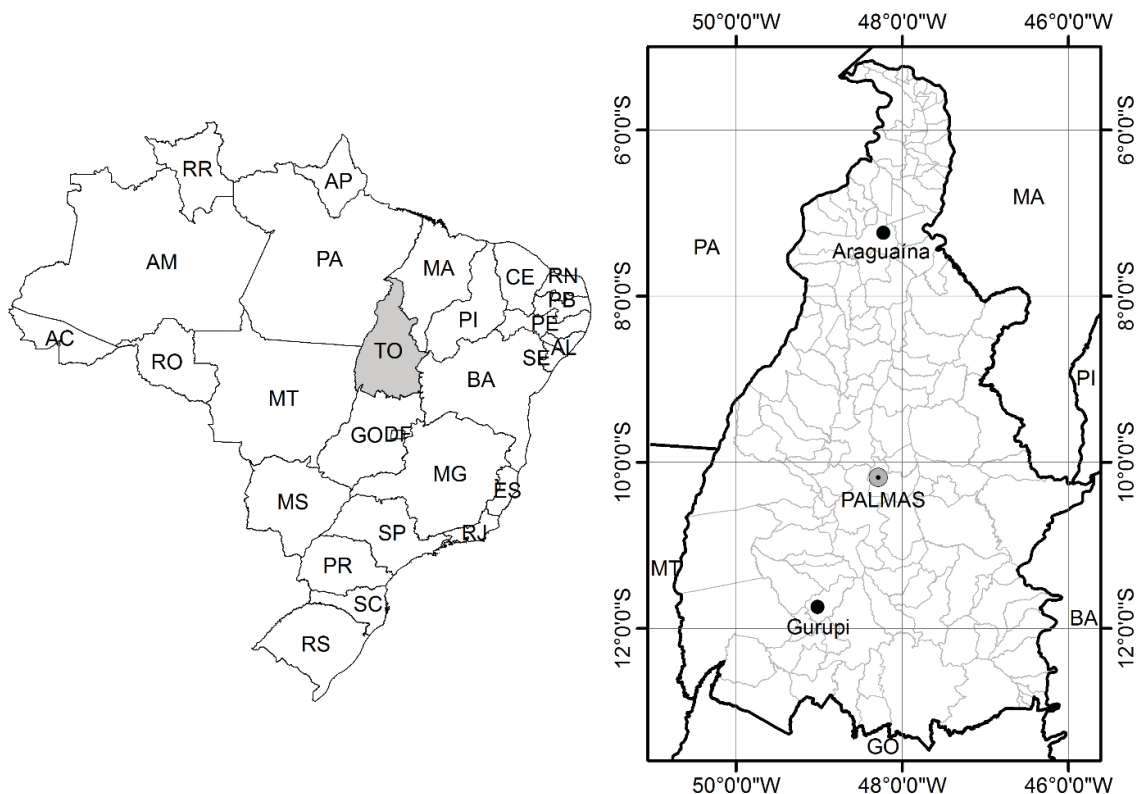 RR
AP
AM
PA
MA
CE
RN
PB
PI
PE
AL
SE
AC
RO
TO
BA
MT
GO
DF
MG
ES
MS
SP
RJ
PR
SC
RS
50°0'0"W
48°0'0"W
46°0'0"W
6°0'0"S
6°0'0"S
MA
PA
Araguaína
8°0'0"S
8°0'0"S
PI
10°0'0"S
10°0'0"S
PALMAS
MT
BA
Gurupi
12°0'0"S
12°0'0"S
GO
50°0'0"W
48°0'0"W
46°0'0"W